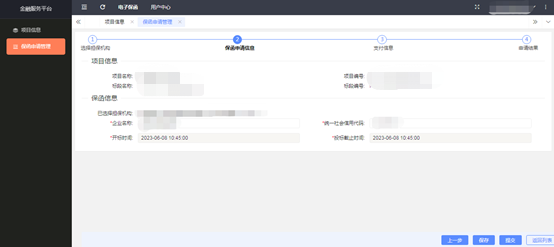 金融服务平台
电子保函 用户中心
项目信息 保函申请管理
项目信息
保函申请管理
1 2 3 4
选择担保机构 保函申请信息 支付信息 申请结果
项目信息
项目名称: 项目编号:
标段名称: 标段编号:
保函信息
已选择担保机构:
*企业名称: *统一社会信用代码:
*开标时间: 2023-06-08 10:45:00 *投标截止时间: 2023-06-08 10:45:00
上一步 保存 提交 返回列表